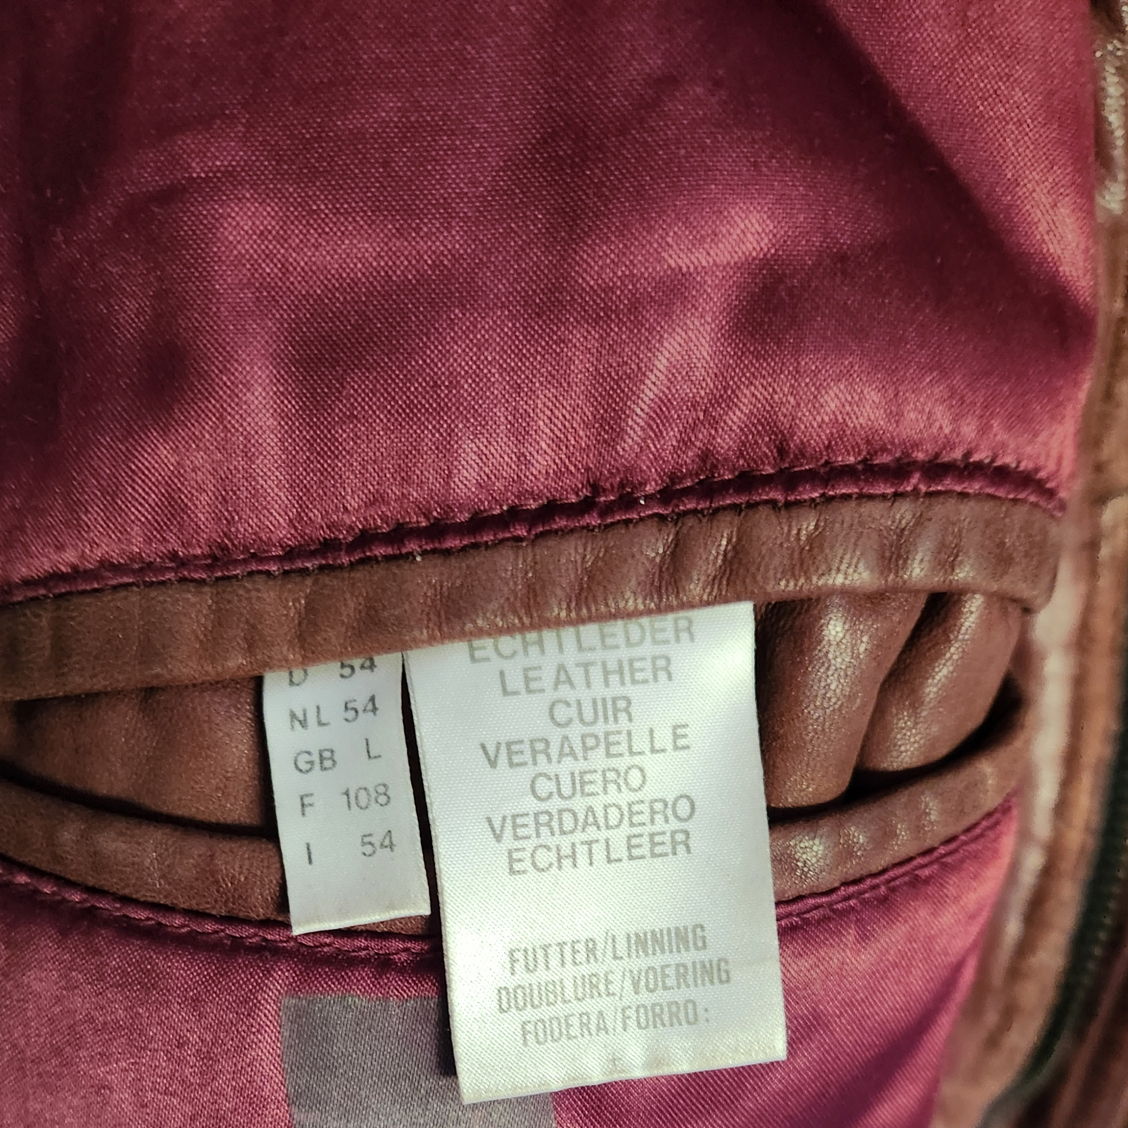 D 54
NL 54
GB L
F 108
I 54
ECHTLEDER
LEATHER
CUIR
VERAPELLE
CUERO
VERDADERO
ECHTLEER
FUTTER/LINNING
DOUBLURE/VOERING
FODERA/FORRO: